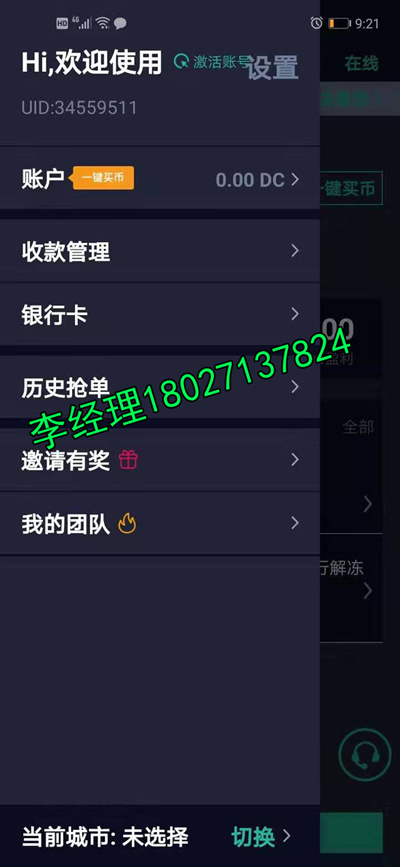 HD 4G 9:21
Hi,欢迎使用 激活账号 设置
在线
UID:34559511
账户 一键买币 0.00 DC
一键买币
收款管理
银行卡
00
盈利
历史抢单
李经理18027137824
全部
邀请有奖
我的团队
行解冻
当前城市: 未选择 切换